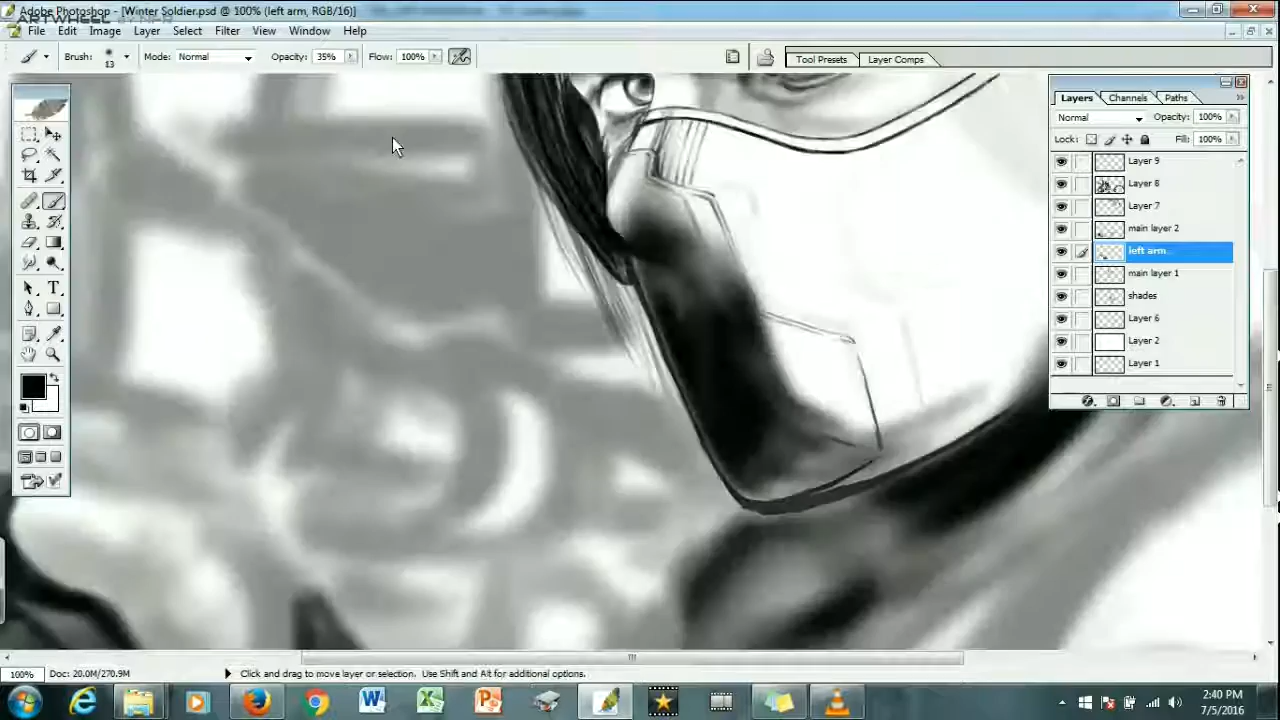 Adobe Photoshop - [Winter Soldier.psd @ 100% (left arm, RGB/16)]
ARTWHEEL BY NFR
File Edit Image Layer Select Filter View Window Help
Brush: 13 Mode: Normal Opacity: 35% Flow: 100% Tool Presets Layer Comps
Layers Channels Paths
Normal Opacity: 100%
Lock: Fill: 100%
Layer 9
Layer 8
Layer 7
main layer 2
left arm
main layer 1
shades
Layer 6
Layer 2
Layer 1
100% Doc: 20.0M/270.9M Click and drag to move layer or selection. Use Shift and Alt for additional options.
2:40 PM
7/5/2016